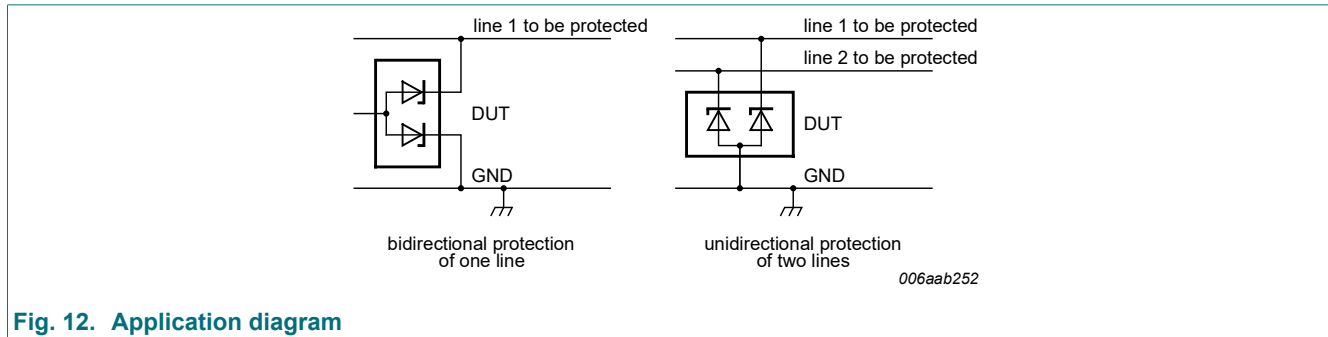 line 1 to be protected
DUT
GND
bidirectional protection
of one line
line 1 to be protected
line 2 to be protected
DUT
GND
unidirectional protection
of two lines
006aab252
Fig. 12. Application diagram